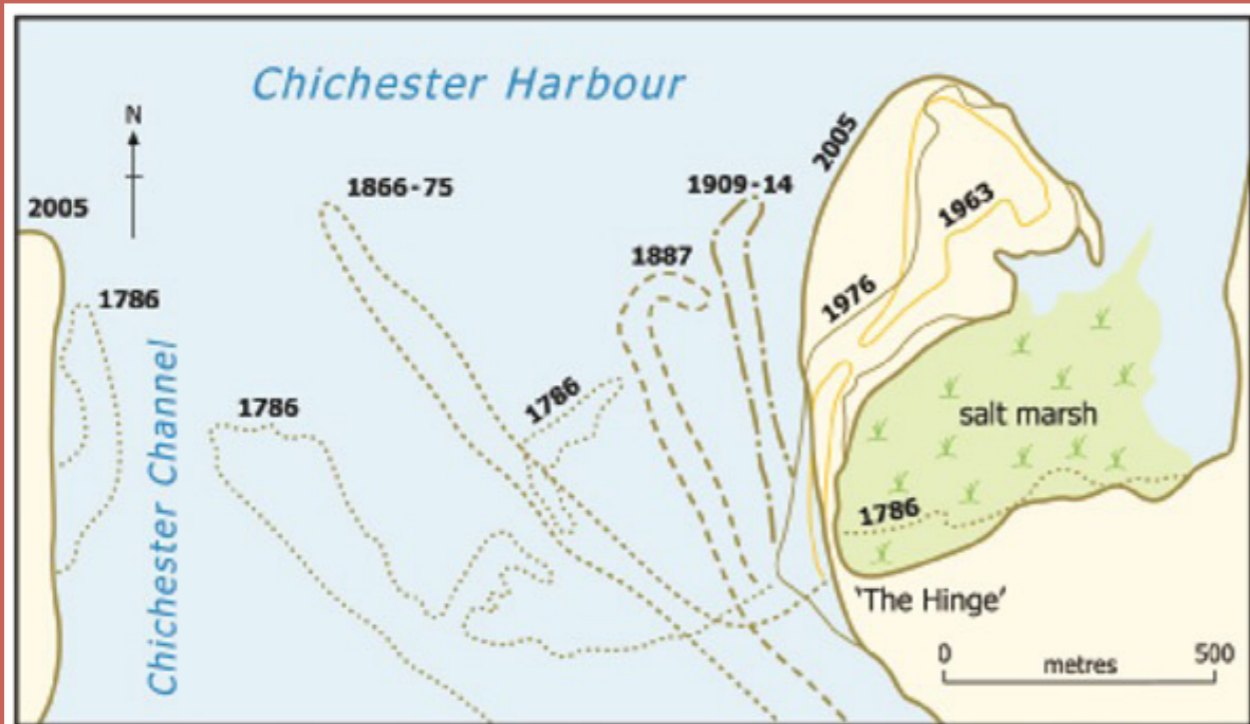 Chichester Harbour
N
2005
2005
1866-75
1909-14
1963
1887
1786
1976
Chichester Channel
1786
1786
salt marsh
1786
'The Hinge'
0 metres 500